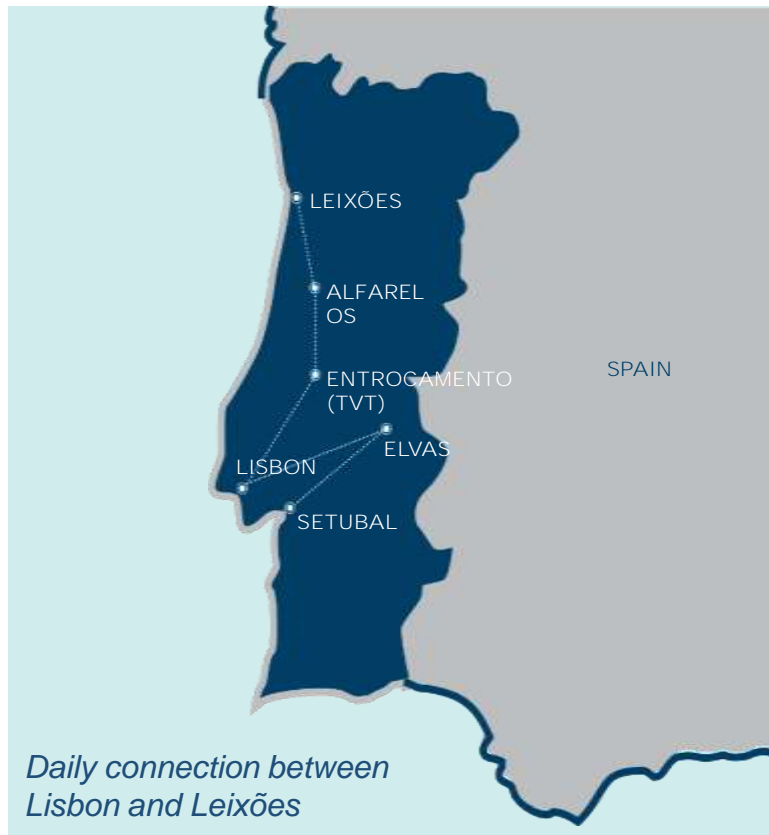 LEIXÕES
ALFAREL
OS
SPAIN
ENTROCAMENTO
(TVT)
ELVAS
LISBON
SETUBAL
Daily connection between
Lisbon and Leixões